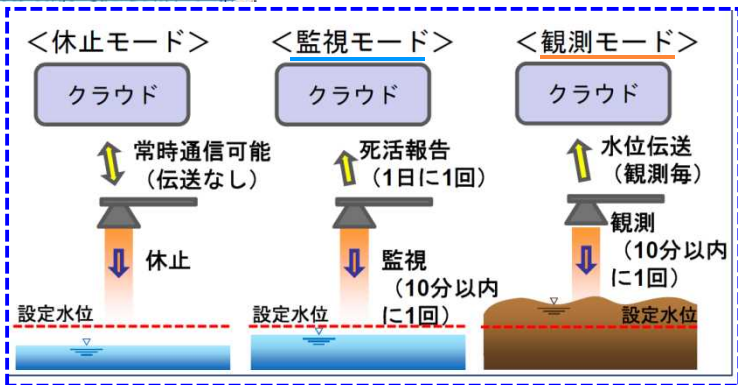 ＜休止モード＞
クラウド
常時通信可能
（伝送なし）
休止
設定水位
＜監視モード＞
クラウド
死活報告
（1日に1回）
監視
（10分以内
に1回）
設定水位
＜観測モード＞
クラウド
水位伝送
（観測毎）
観測
（10分以内
に1回）
設定水位